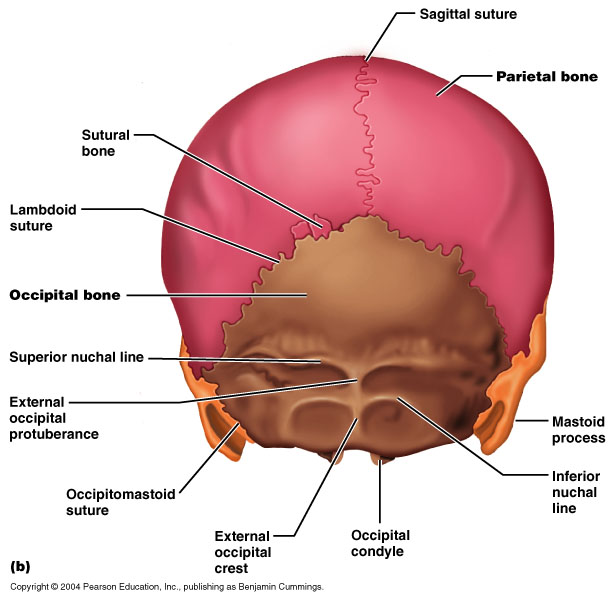 Sagittal suture
Parietal bone
Sutural
bone
Lambdoid
suture
Occipital bone
Superior nuchal line
External
occipital
protuberance
Mastoid
process
Occipitomastoid
suture
Inferior
nuchal
line
External
occipital
crest
Occipital
condyle
(b)
Copyright © 2004 Pearson Education, Inc., publishing as Benjamin Cummings.